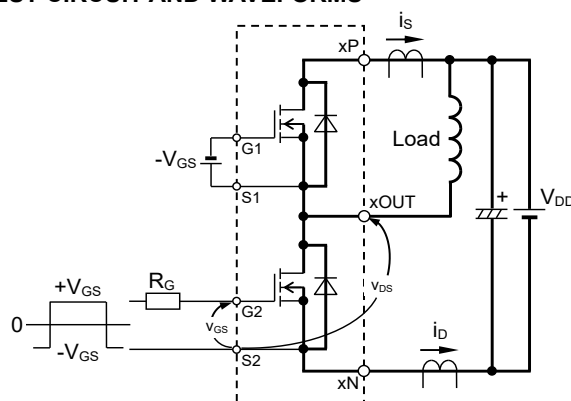 TEST CIRCUIT AND WAVEFORMS
iS
xP
Load
G1
-VGS
S1
xOUT
+
VDD
+VGS
RG
vDS
0
G2
vGS
-VGS
S2
iD
xN